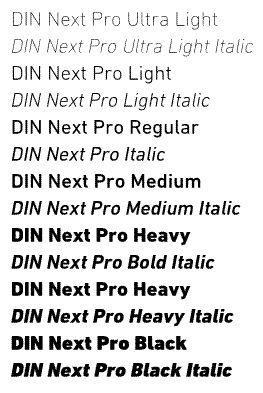 DIN Next Pro Ultra Light
DIN Next Pro Ultra Light Italic
DIN Next Pro Light
DIN Next Pro Light Italic
DIN Next Pro Regular
DIN Next Pro Italic
DIN Next Pro Medium
DIN Next Pro Medium Italic
DIN Next Pro Heavy
DIN Next Pro Bold Italic
DIN Next Pro Heavy
DIN Next Pro Heavy Italic
DIN Next Pro Black
DIN Next Pro Black Italic